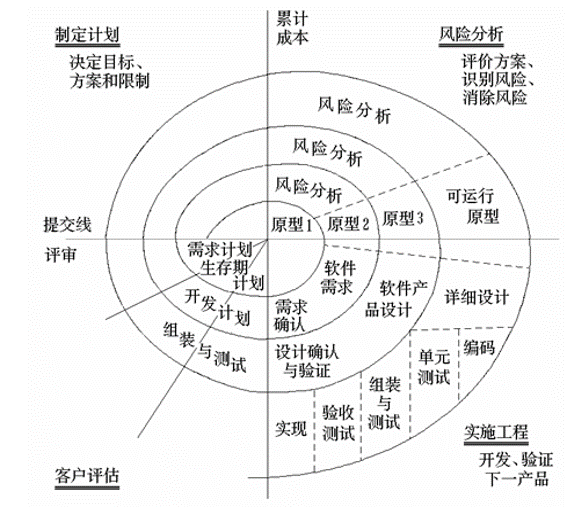 制定计划
决定目标、
方案和限制
累计
成本
风险分析
评价方案、
识别风险、
消除风险
风险分析
风险分析
风险分析
原型1
原型2
原型3
可运行
原型
提交线
评审
需求计划
生存期
计划
开发计划
组装与测试
软件
需求
需求
确认
软件产
品设计
详细设计
设计确认
与验证
组装
与
测试
单元
测试
编码
实现
验收
测试
客户评估
实施工程
开发、验证
下一产品